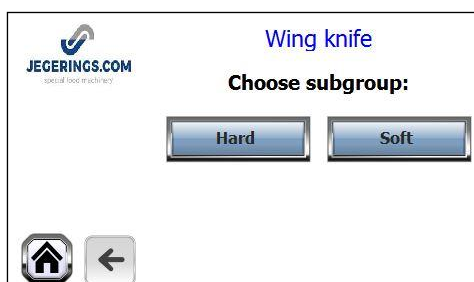 Wing knife
JEGERINGS.COM
special food machinery
Choose subgroup:
Hard
Soft